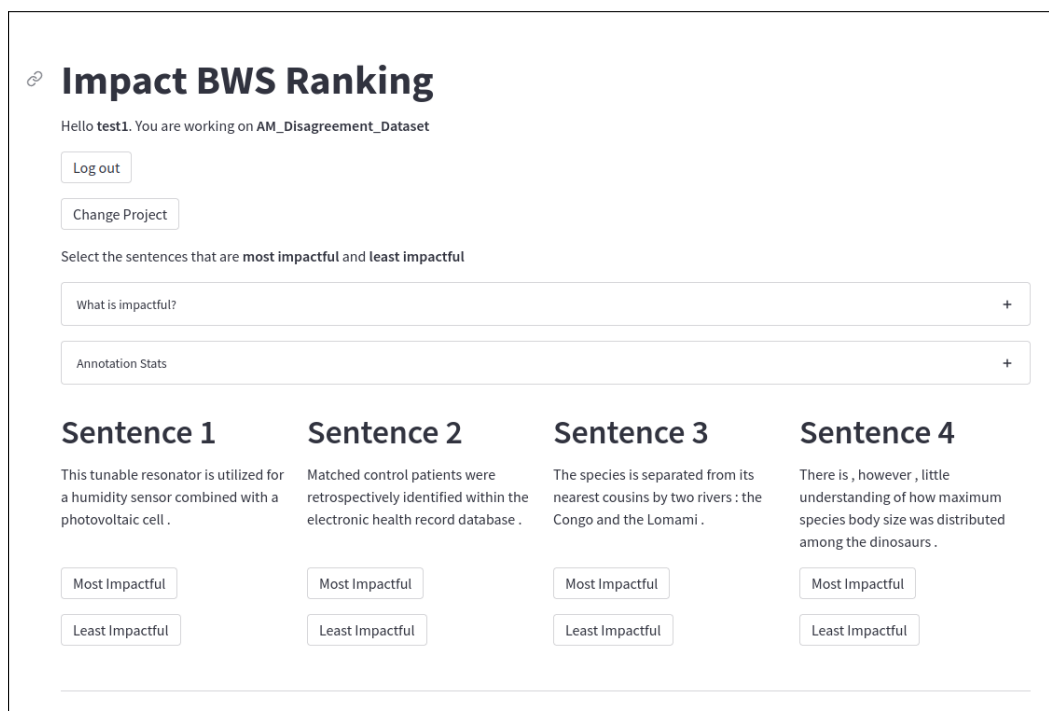 Impact BWS Ranking
Hello test1. You are working on AM_Disagreement_Dataset
Log out
Change Project
Select the sentences that are most impactful and least impactful
What is impactful? +
Annotation Stats +
Sentence 1
This tunable resonator is utilized for
a humidity sensor combined with a
photovoltaic cell .
Most Impactful
Least Impactful
Sentence 2
Matched control patients were
retrospectively identified within the
electronic health record database .
Most Impactful
Least Impactful
Sentence 3
The species is separated from its
nearest cousins by two rivers : the
Congo and the Lomami .
Most Impactful
Least Impactful
Sentence 4
There is , however , little
understanding of how maximum
species body size was distributed
among the dinosaurs .
Most Impactful
Least Impactful